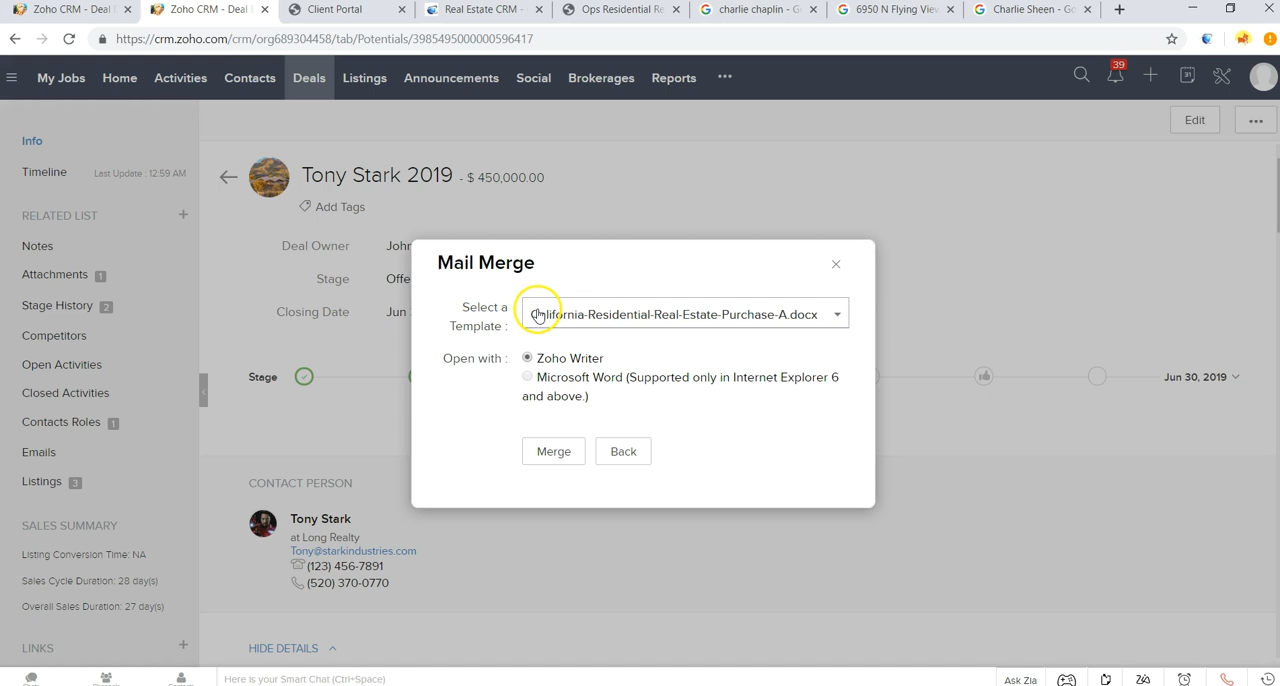 Zoho CRM - Deal
Zoho CRM - Deal
Client Portal
Real Estate CRM -
Ops Residential Re
charlie chaplin - G
6950 N Flying View
Charlie Sheen - Go
https://crm.zoho.com/crm/org689304458/tab/Potentials/3985495000000596417
My Jobs Home Activities Contacts Deals Listings Announcements Social Brokerages Reports ••• 39 31
Edit •••
Info
Timeline Last Update : 12:59 AM
RELATED LIST +
Notes
Attachments 1
Stage History 2
Competitors
Open Activities
Closed Activities
Contacts Roles 1
Emails
Listings 3
SALES SUMMARY
Listing Conversion Time: NA
Sales Cycle Duration: 28 day(s)
Overall Sales Duration: 27 day(s)
LINKS +
Tony Stark 2019 - $ 450,000.00
Add Tags
Deal Owner John
Stage Offe
Closing Date Jun
Stage
Jun 30, 2019
Mail Merge
Select a
Template :
California-Residential-Real-Estate-Purchase-A.docx
Open with : Zoho Writer
Microsoft Word (Supported only in Internet Explorer 6
and above.)
Merge Back
CONTACT PERSON
Tony Stark
at Long Realty
Tony@starkindustries.com
(123) 456-7891
(520) 370-0770
HIDE DETAILS
Here is your Smart Chat (Ctrl+Space)
Ask Zia